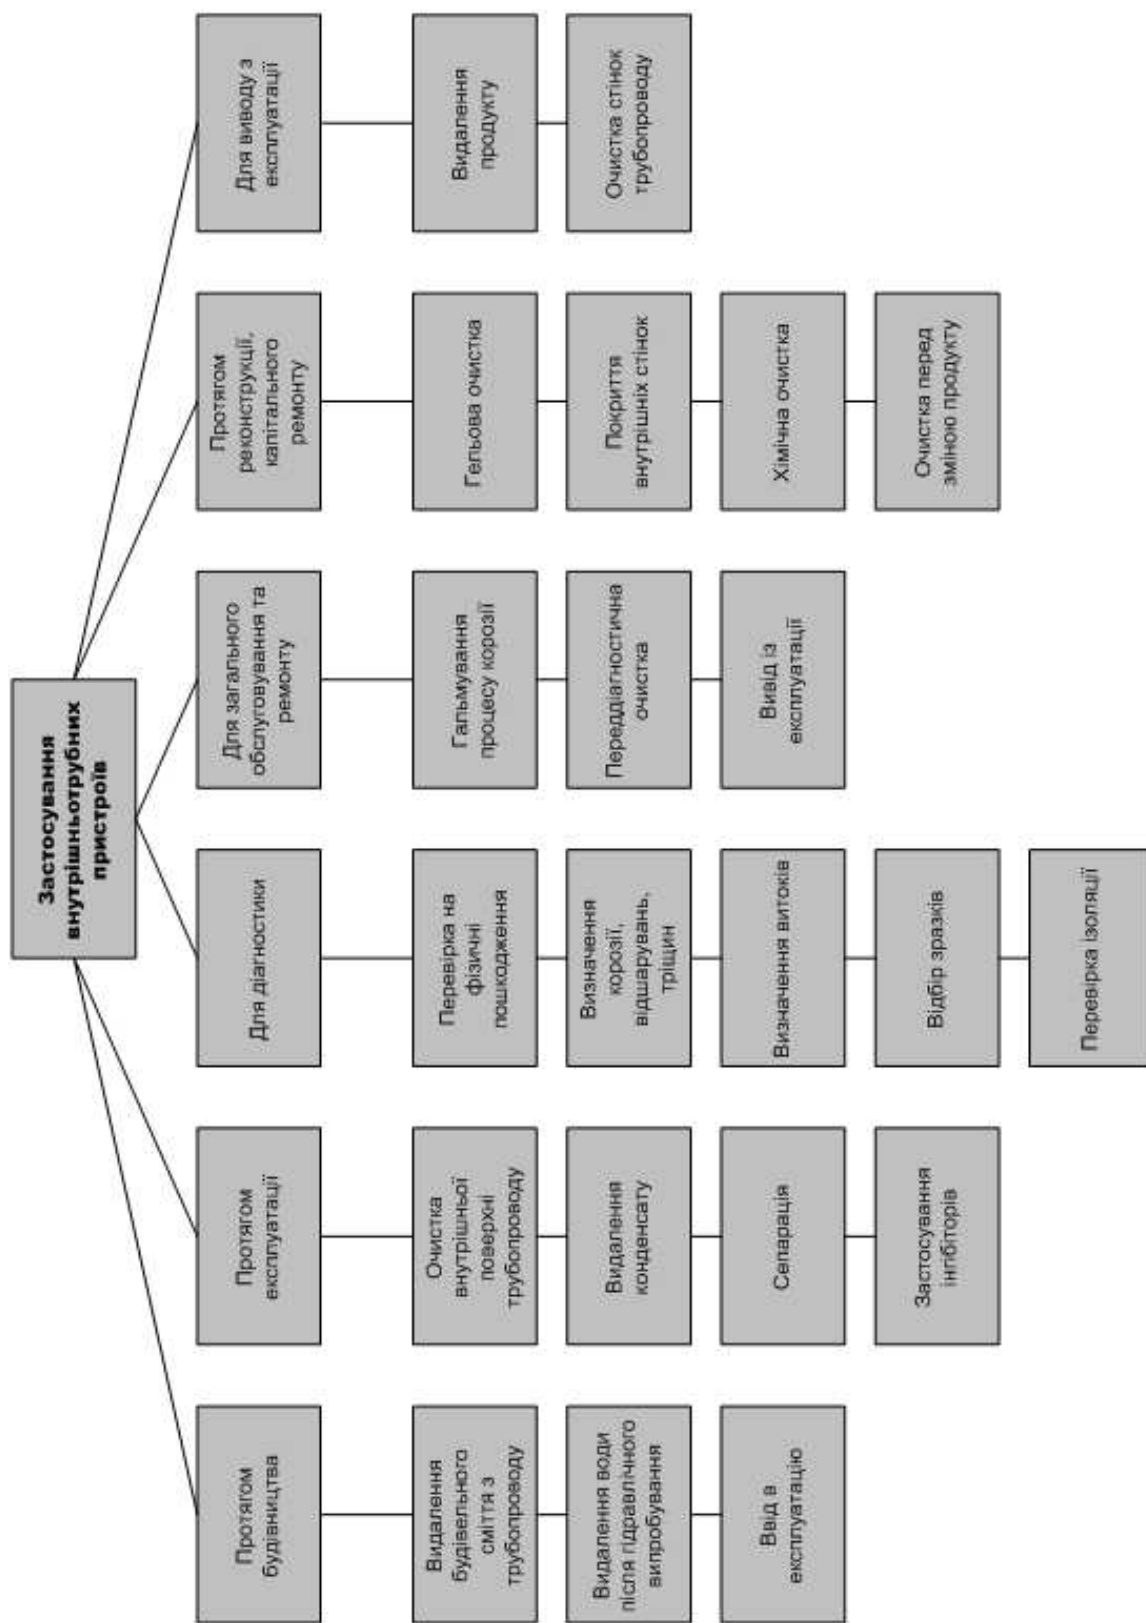 Застосування
внутрішньотрубних
пристроїв
Протягом
будівництва
Видалення
будівельного
сміття з
трубопроводу
Видалення води
після гідравлічного
випробування
Ввід в
експлуатацію
Протягом
експлуатації
Очистка
внутрішньої
поверхні
трубопроводу
Видалення
конденсату
Сепарація
Застосування
інгібіторів
Для діагностики
Перевірка на
фізичні
пошкодження
Визначення
корозії,
відшарувань,
тріщин
Визначення витоків
Відбір зразків
Перевірка ізоляції
Для загального
обслуговування та
ремонту
Гальмування
процесу корозії
Переддіагностична
очистка
Вивід із
експлуатації
Протягом
реконструкції,
капітального
ремонту
Гельова очистка
Покриття
внутрішніх стінок
Хімічна очистка
Очистка перед
зміною продукту
Для виводу з
експлуатації
Видалення
продукту
Очистка стінок
трубопроводу